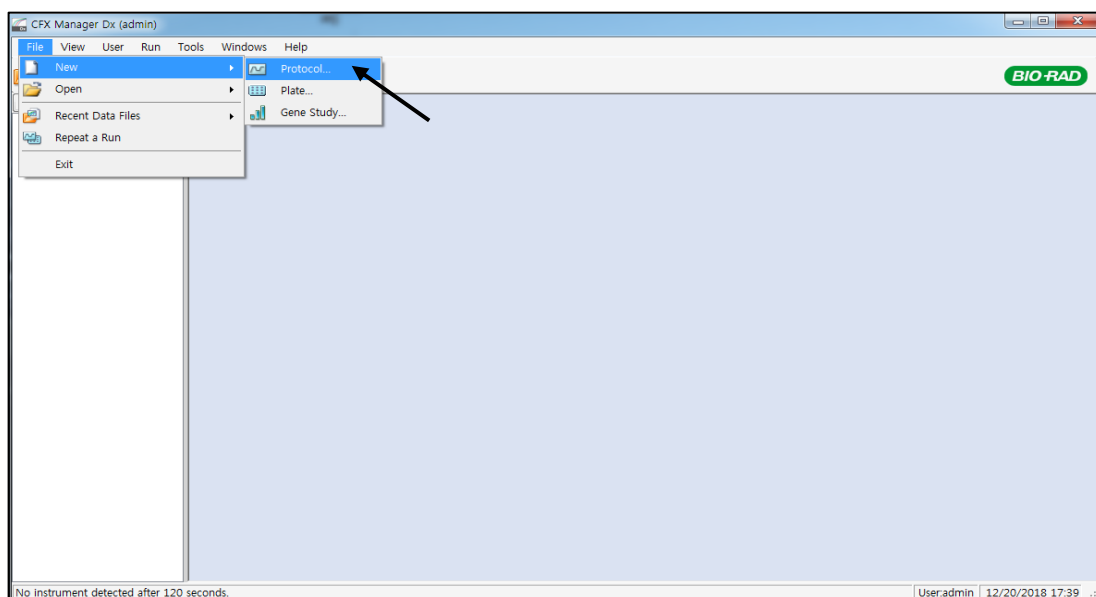 CFX Manager Dx (admin)
File View User Run Tools Windows Help
New
Protocol...
Open
Plate...
Recent Data Files
Gene Study...
Repeat a Run
Exit
BIO-RAD
No instrument detected after 120 seconds.
User:admin 12/20/2018 17:39